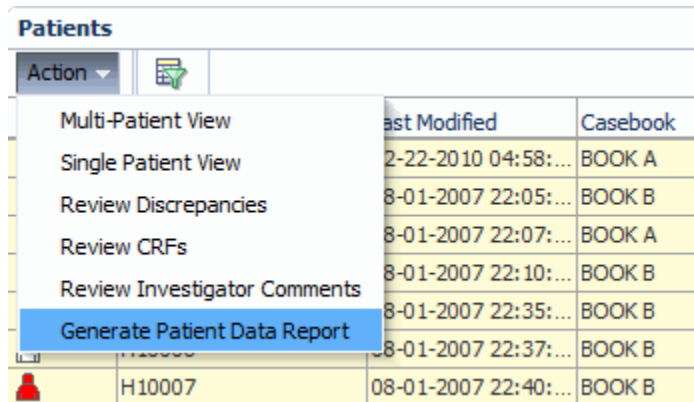 Patients
Action
Multi-Patient View
Single Patient View
Review Discrepancies
Review CRFs
Review Investigator Comments
Generate Patient Data Report
ast Modified Casebook
2-22-2010 04:58:... BOOK A
8-01-2007 22:05:... BOOK B
8-01-2007 22:07:... BOOK A
8-01-2007 22:10:... BOOK B
8-01-2007 22:35:... BOOK B
08-01-2007 22:37:... BOOK B
H10007 08-01-2007 22:40:... BOOK B